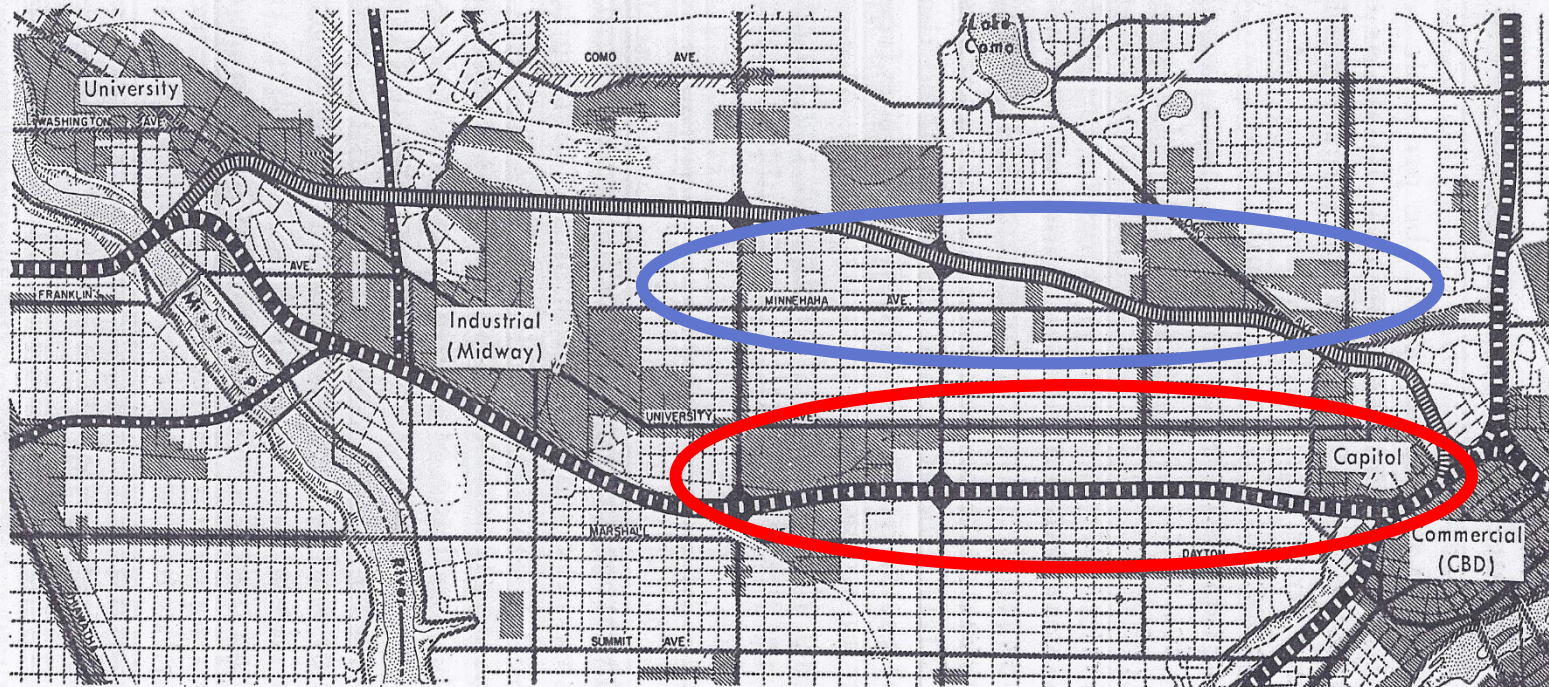 Lake
Como
COMO AVE.
University
WASHINGTON AVE.
AVE.
FRANKLIN
MINNEHAHA AVE.
Industrial
(Midway)
UNIVERSITY AVE.
Capitol
MARSHALL AVE.
DAYTON
Commercial
(CBD)
River
SUMMIT AVE.